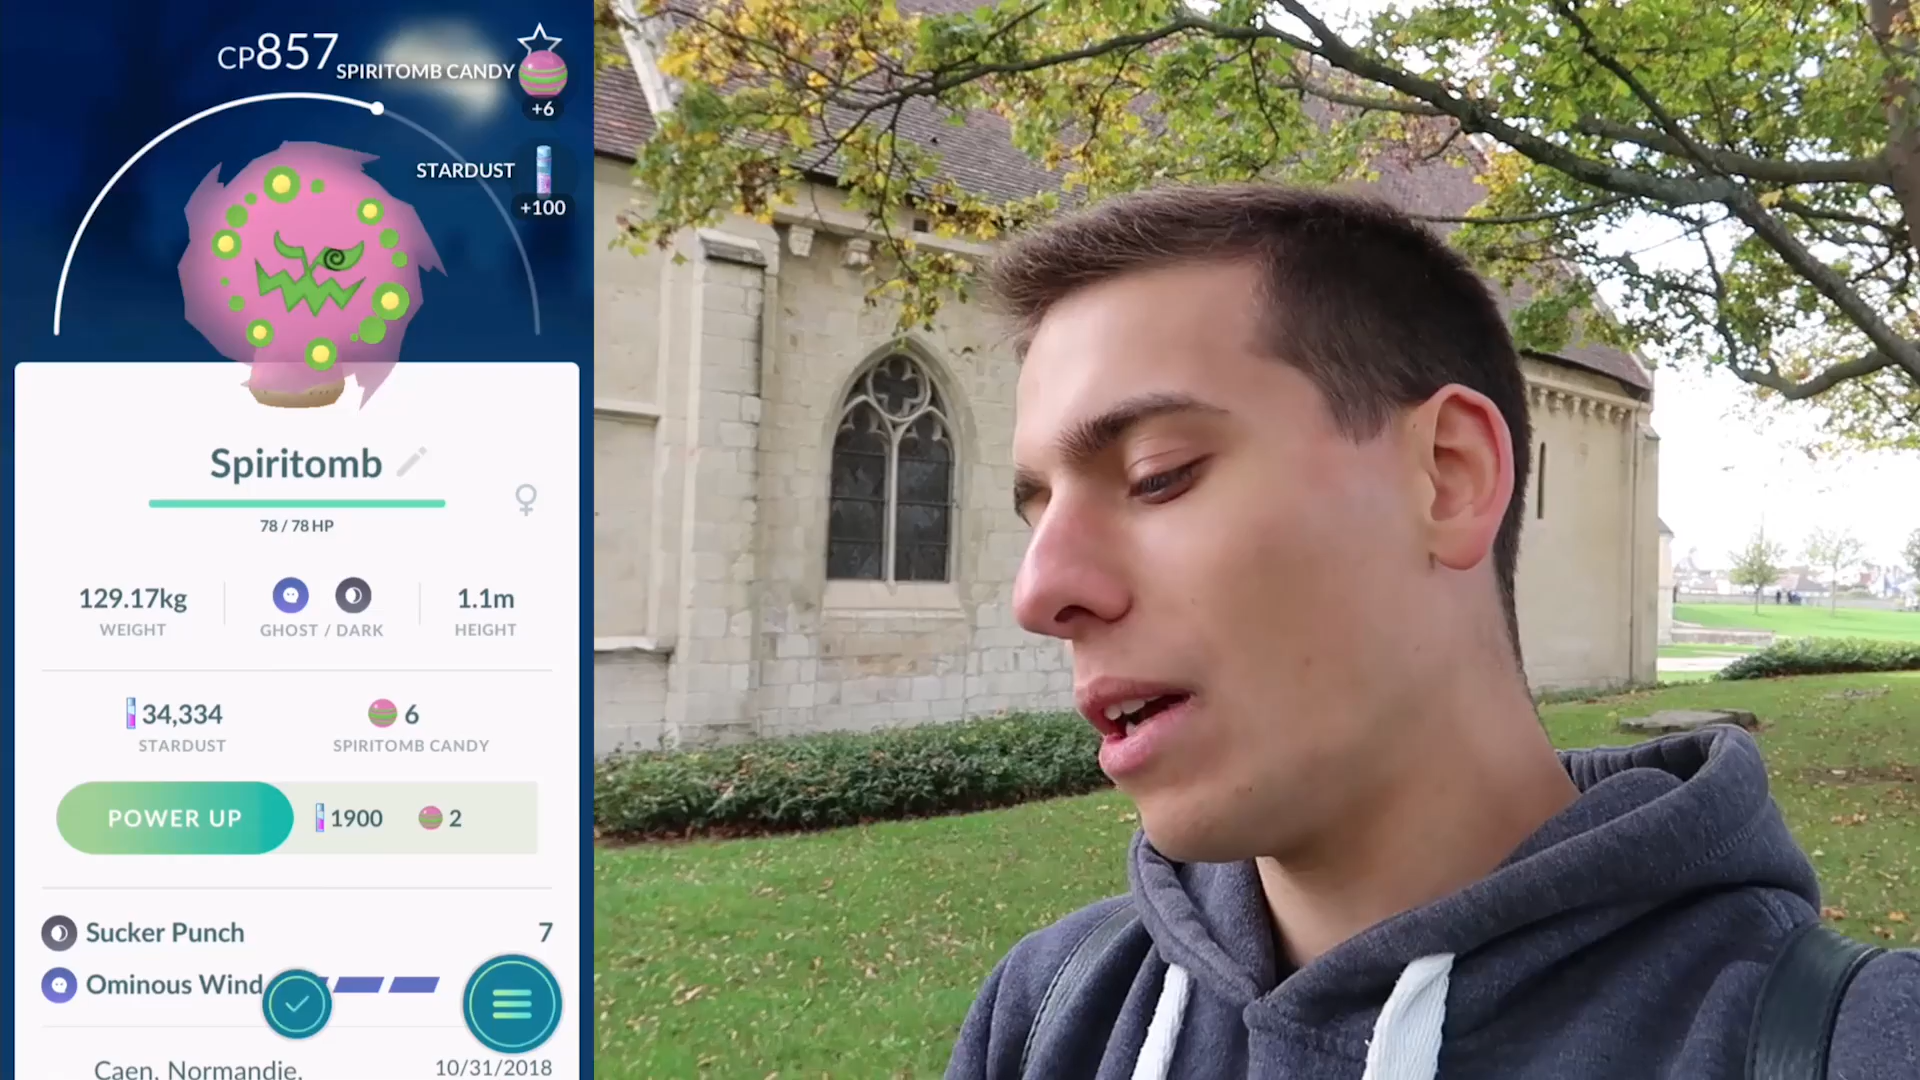 CP857
SPIRITOMB CANDY
+6
STARDUST
+100
Spiritomb
78 / 78 HP
129.17kg
WEIGHT
GHOST / DARK
1.1m
HEIGHT
34,334
STARDUST
6
SPIRITOMB CANDY
POWER UP
1900
2
Sucker Punch
7
Ominous Wind
Caen, Normandie,
10/31/2018